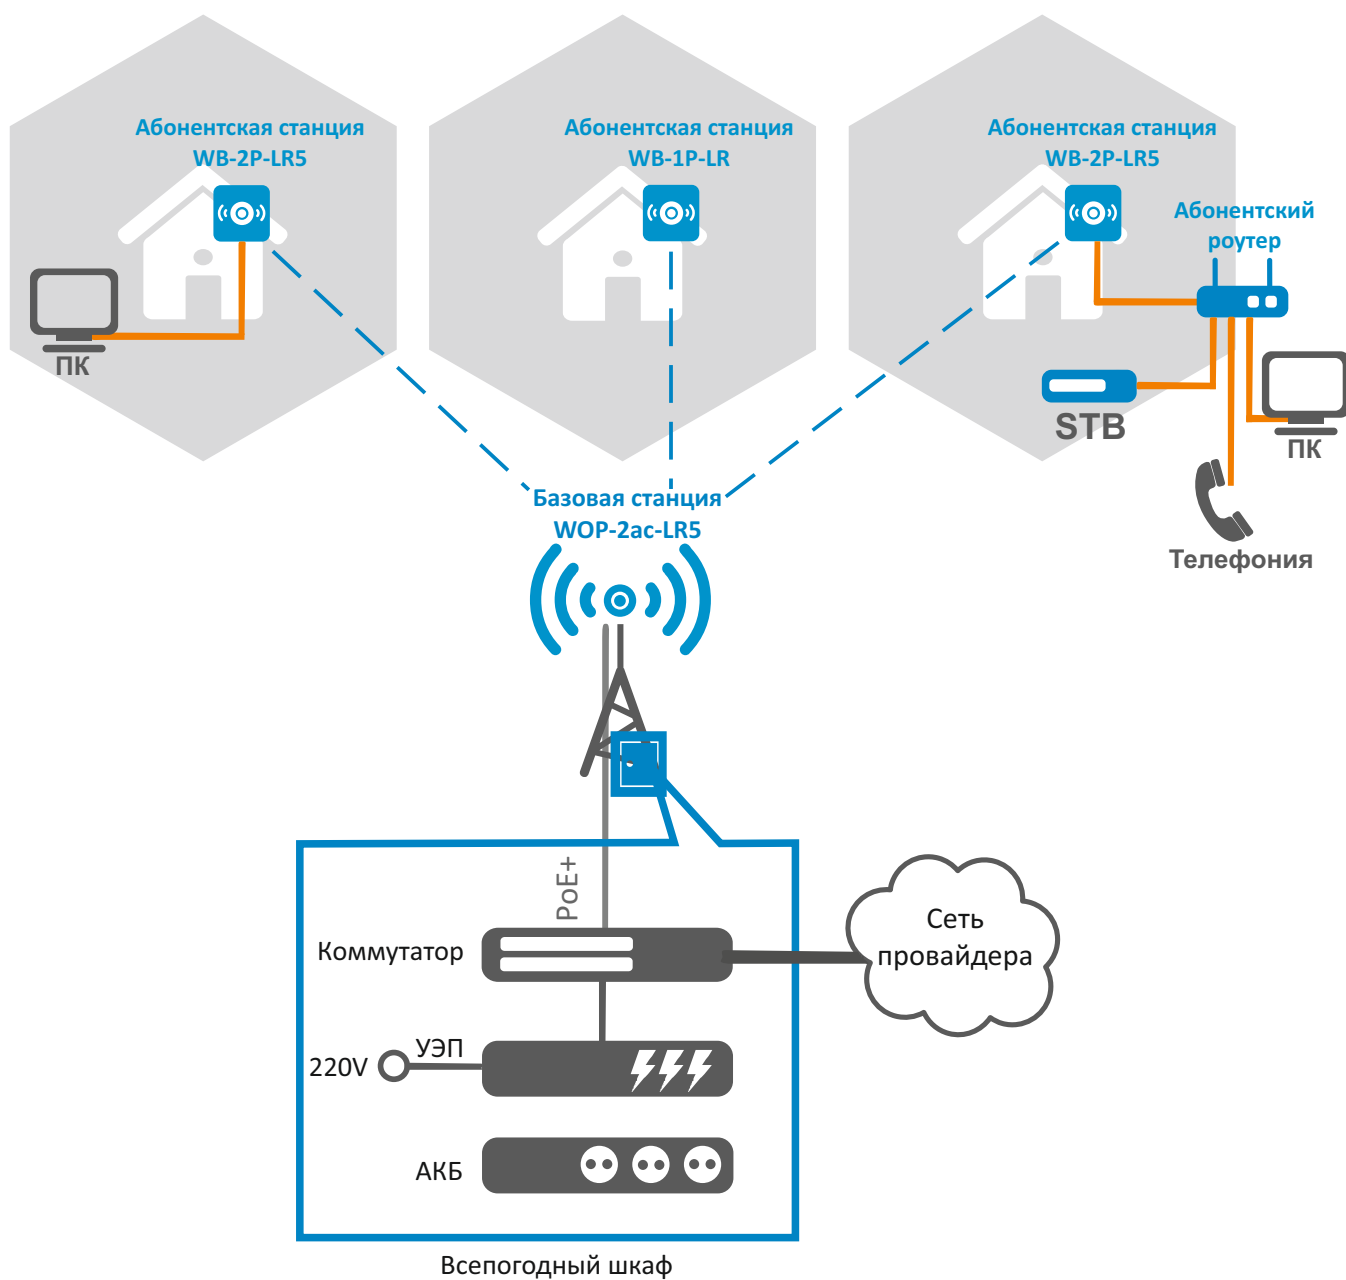 Абонентская станция
WB-2P-LR5
Абонентская станция
WB-1P-LR
Абонентская станция
WB-2P-LR5
Абонентский
роутер
ПК
STB
ПК
Телефония
Базовая станция
WOP-2ac-LR5
PoE+
Коммутатор
Сеть
провайдера
УЭП
220V
АКБ
Всепогодный шкаф